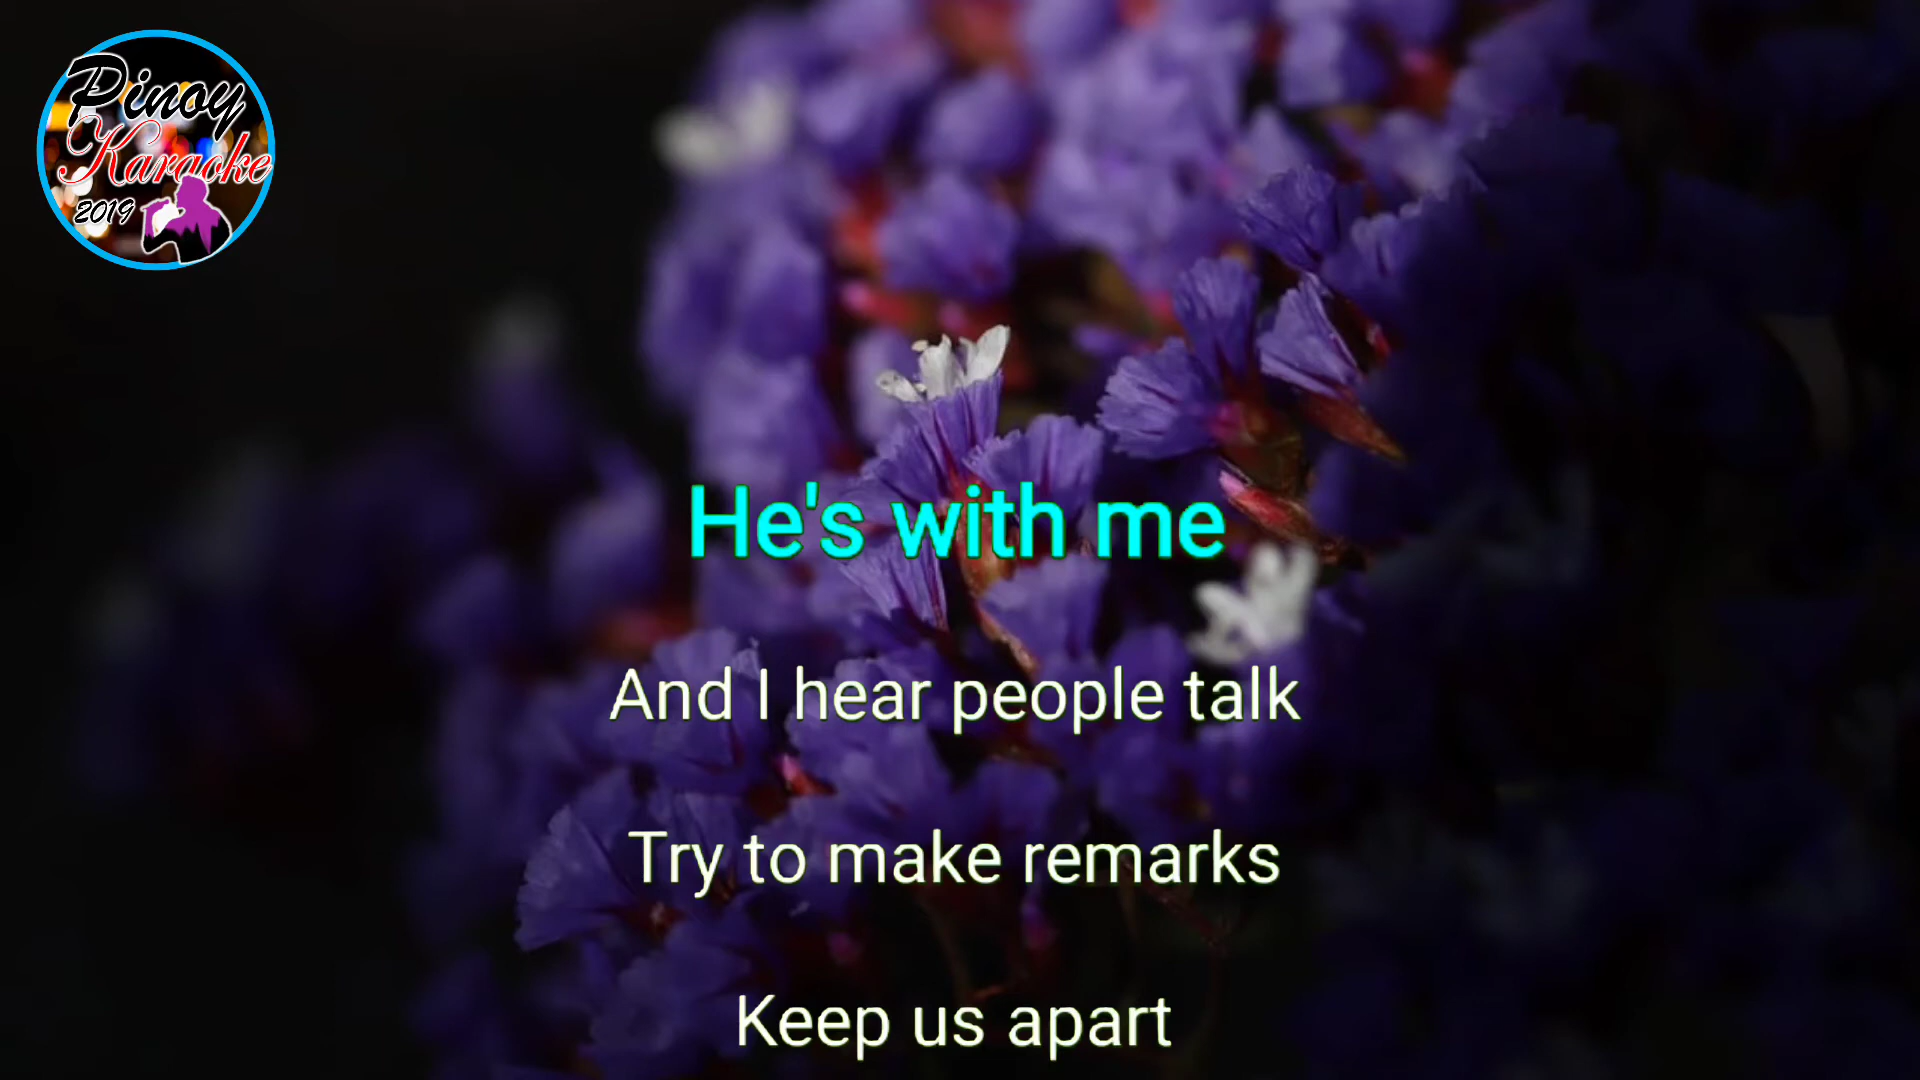 Pinoy
Karaoke
2019
He's with me
And I hear people talk
Try to make remarks
Keep us apart